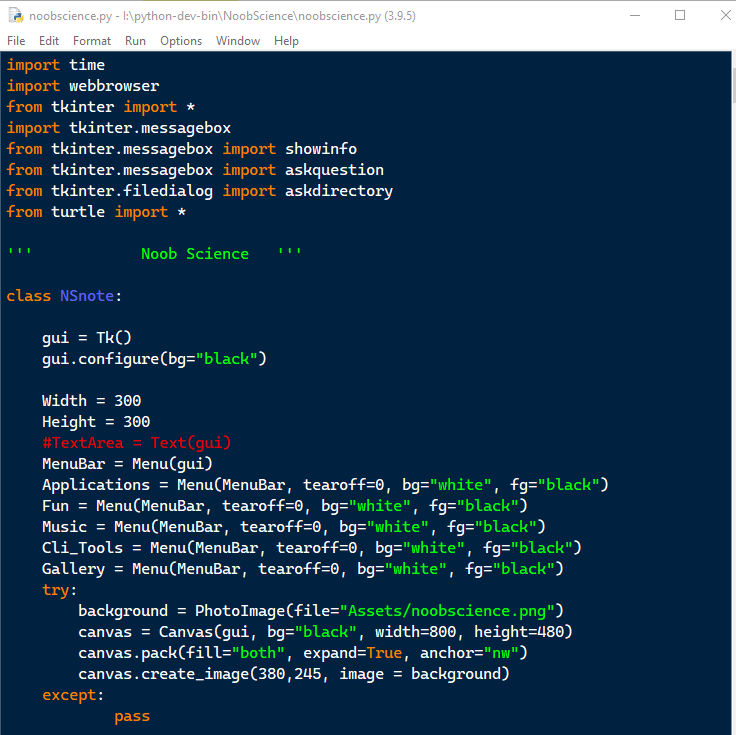 noobscience.py - I:\python-dev-bin\NoobScience\noobscience.py (3.9.5)
File Edit Format Run Options Window Help
import time
import webbrowser
from tkinter import *
import tkinter.messagebox
from tkinter.messagebox import showinfo
from tkinter.messagebox import askquestion
from tkinter.filedialog import askdirectory
from turtle import *
'''            Noob Science   '''
class NSnote:
    gui = Tk()
    gui.configure(bg="black")
    Width = 300
    Height = 300
    #TextArea = Text(gui)
    MenuBar = Menu(gui)
    Applications = Menu(MenuBar, tearoff=0, bg="white", fg="black")
    Fun = Menu(MenuBar, tearoff=0, bg="white", fg="black")
    Music = Menu(MenuBar, tearoff=0, bg="white", fg="black")
    Cli_Tools = Menu(MenuBar, tearoff=0, bg="white", fg="black")
    Gallery = Menu(MenuBar, tearoff=0, bg="white", fg="black")
    try:
        background = PhotoImage(file="Assets/noobscience.png")
        canvas = Canvas(gui, bg="black", width=800, height=480)
        canvas.pack(fill="both", expand=True, anchor="nw")
        canvas.create_image(380,245, image = background)
    except:
            pass